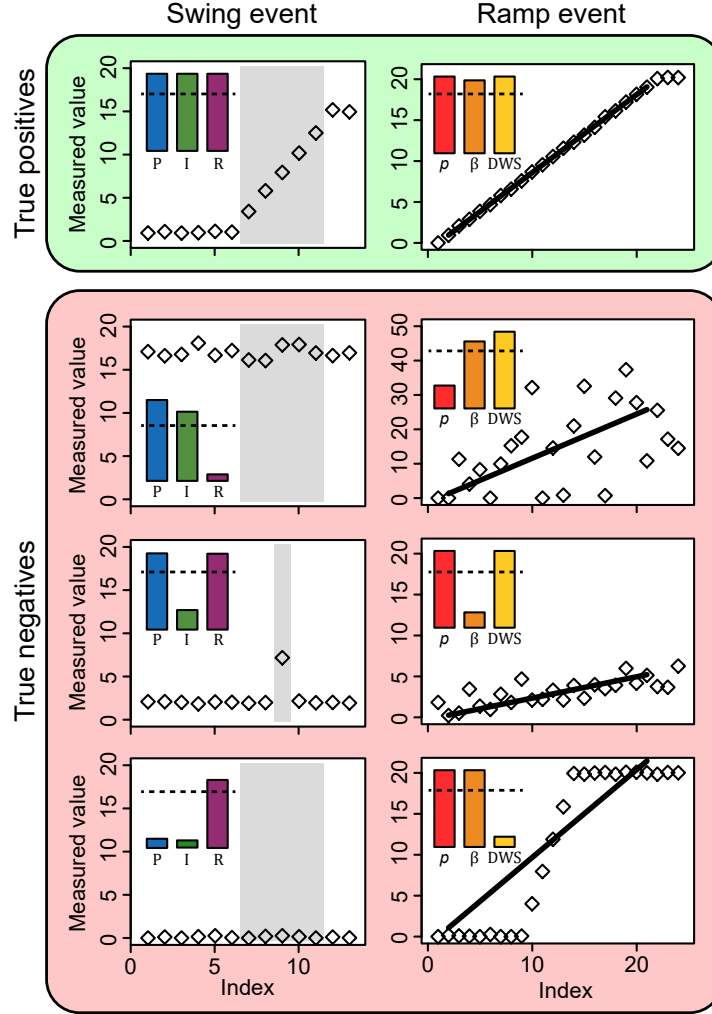 Swing event Ramp event
True positives
Measured value
0 5 10 15 20
P I R
0 5 10 15 20
p β DWS
True negatives
Measured value
0 5 10 15 20
P I R
0 10 20 30 40 50
p β DWS
Measured value
0 5 10 15 20
P I R
0 5 10 15 20
p β DWS
Measured value
0 5 10 15 20
P I R
0 5 10 15 20
p β DWS
0 5 10
Index
0 10 20
Index